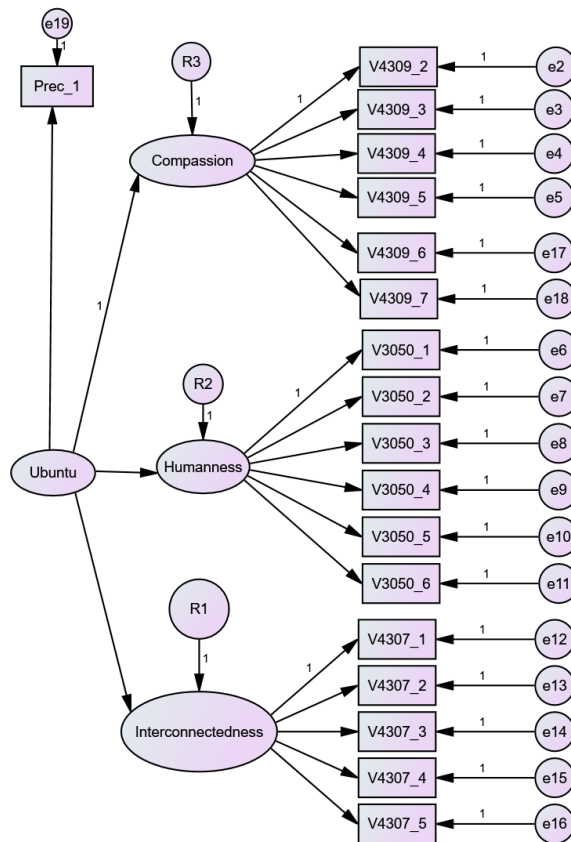 e19
1
Prec_1
R3
1
Compassion
1
V4309_2
1
e2
V4309_3
1
e3
V4309_4
1
e4
V4309_5
1
e5
V4309_6
1
e17
V4309_7
1
e18
1
R2
1
Humanness
1
V3050_1
1
e6
V3050_2
1
e7
V3050_3
1
e8
V3050_4
1
e9
V3050_5
1
e10
V3050_6
1
e11
Ubuntu
R1
1
Interconnectedness
1
V4307_1
1
e12
V4307_2
1
e13
V4307_3
1
e14
V4307_4
1
e15
V4307_5
1
e16